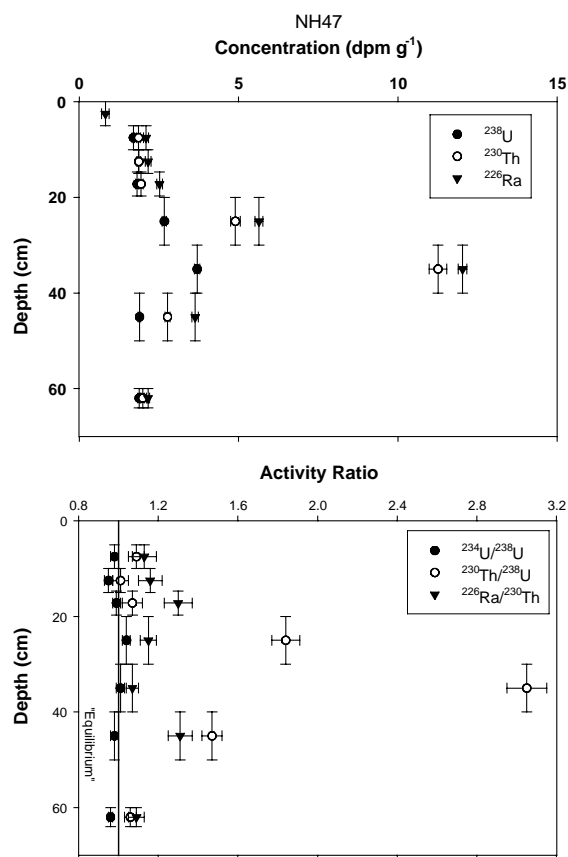 NH47
Concentration (dpm g⁻¹)
0 5 10 15
0
20
40
60
Depth (cm)
²³⁸U
²³⁰Th
²²⁶Ra
Activity Ratio
0.8 1.2 1.6 2.0 2.4 2.8 3.2
0
20
40
60
Depth (cm)
²³⁴U/²³⁸U
²³⁰Th/²³⁸U
²²⁶Ra/²³⁰Th
"Equilibrium"